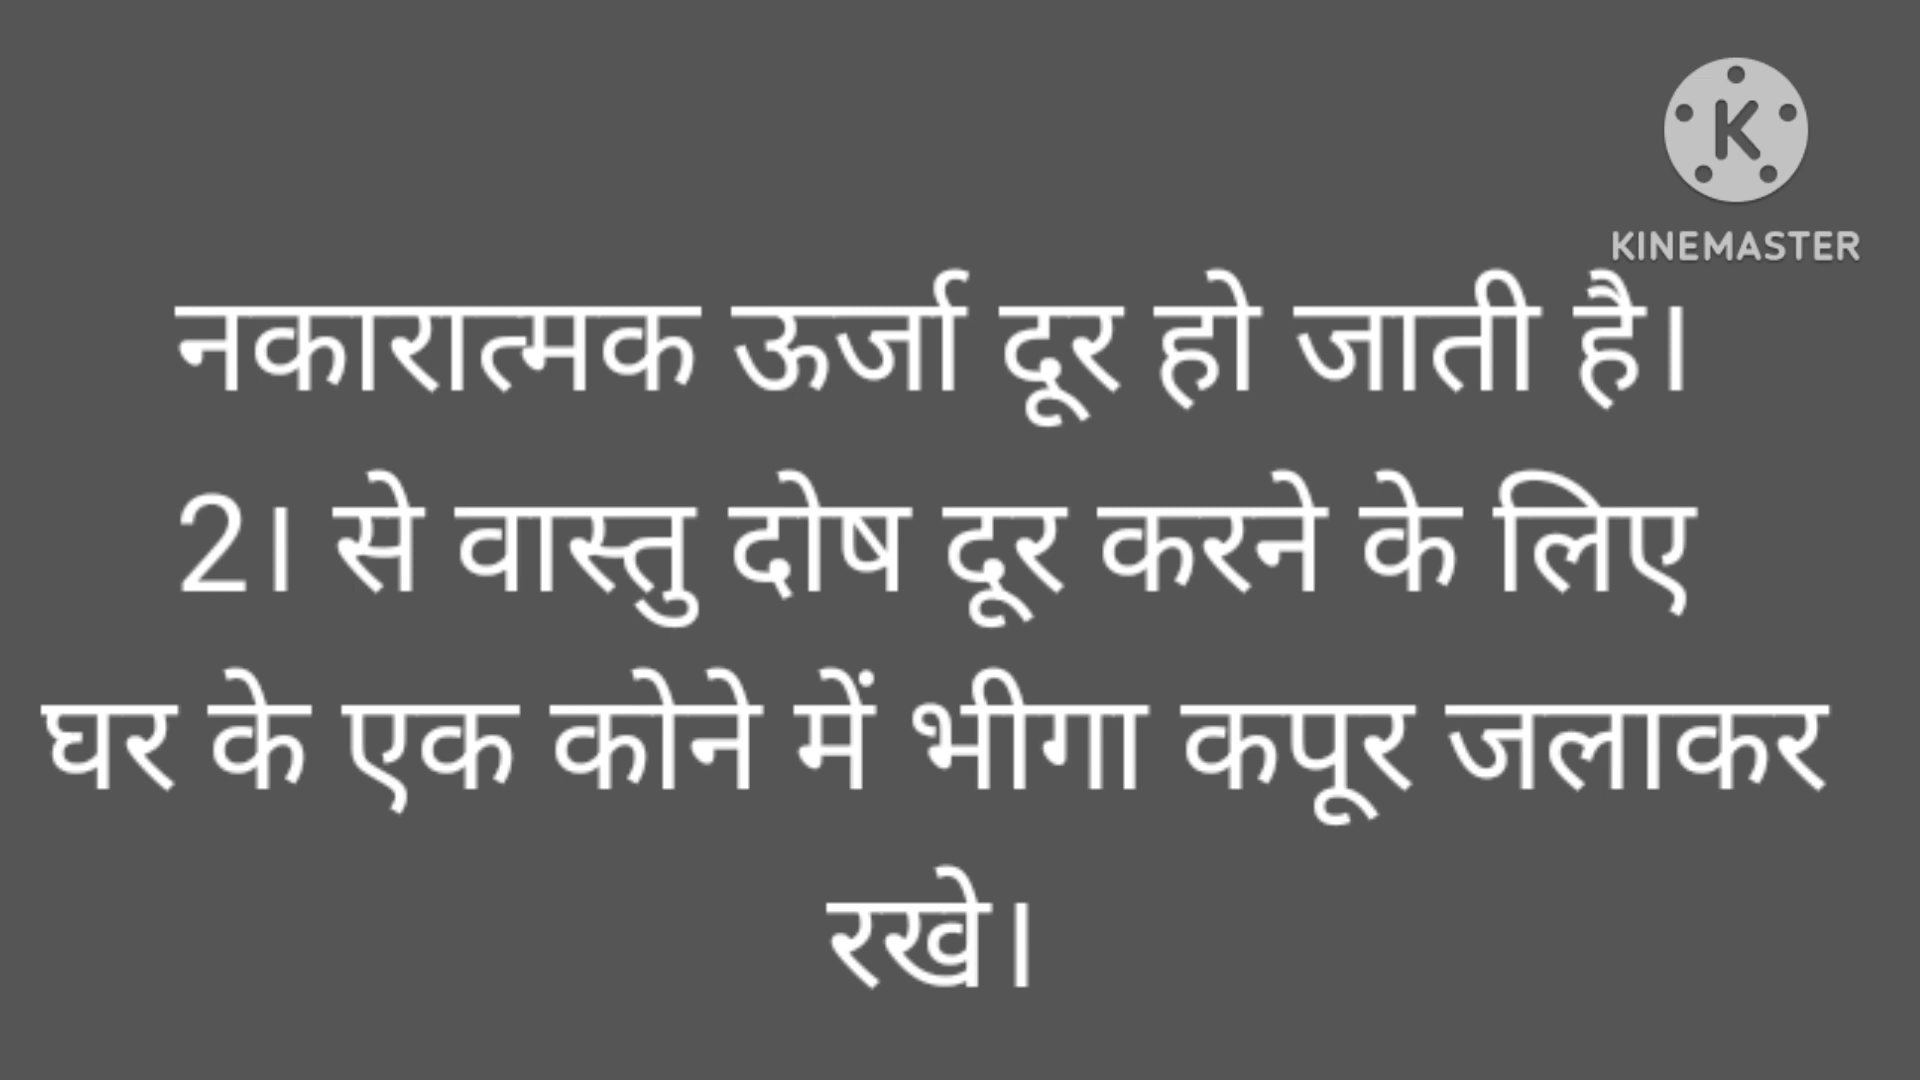 KINEMASTER
नकारात्मक ऊर्जा दूर हो जाती है।
2। से वास्तु दोष दूर करने के लिए
घर के एक कोने में भीगा कपूर जलाकर
रखे।